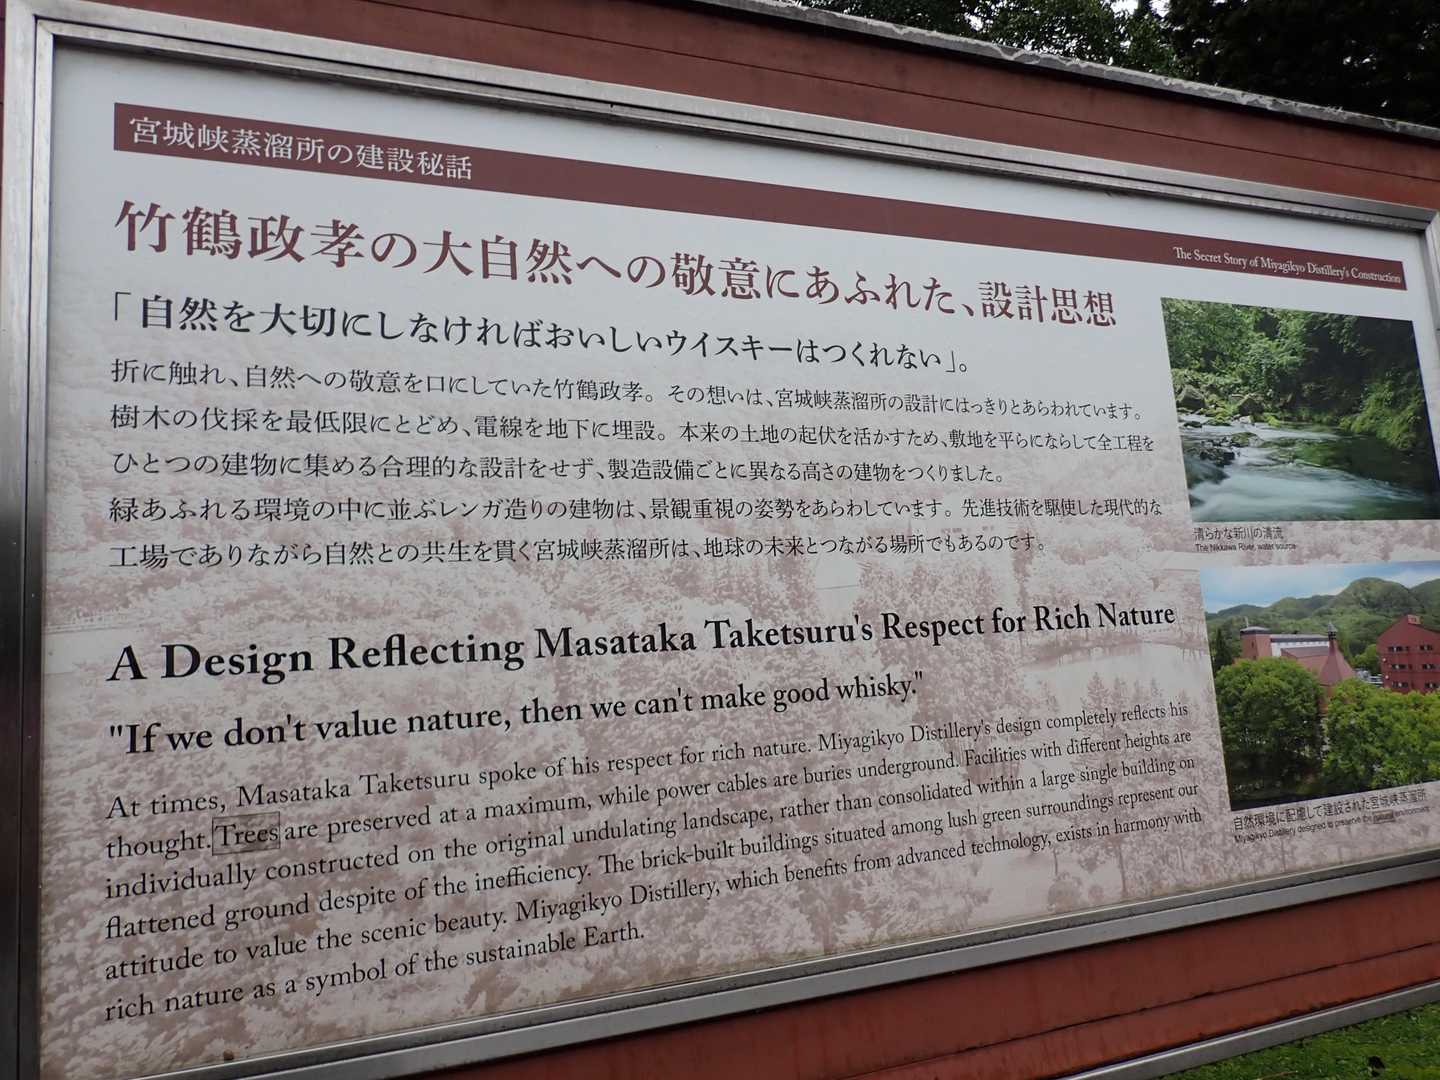 宮城峡蒸溜所の建設秘話
The Secret Story of Miyagikyo Distillery's Construction
竹鶴政孝の大自然への敬意にあふれた、設計思想
「自然を大切にしなければおいしいウイスキーはつくれない」。
折に触れ、自然への敬意を口にしていた竹鶴政孝。その想いは、宮城峡蒸溜所の設計にはっきりとあらわれています。
樹木の伐採を最低限にとどめ、電線を地下に埋設。本来の土地の起伏を活かすため、敷地を平らにならして全工程を
ひとつの建物に集める合理的な設計をせず、製造設備ごとに異なる高さの建物をつくりました。
緑あふれる環境の中に並ぶレンガ造りの建物は、景観重視の姿勢をあらわしています。先進技術を駆使した現代的な
工場でありながら自然との共生を貫く宮城峡蒸溜所は、地球の未来とつながる場所でもあるのです。
清らかな新川の清流
The Nikkawa River, water source
A Design Reflecting Masataka Taketsuru's Respect for Rich Nature
"If we don't value nature, then we can't make good whisky."
At times, Masataka Taketsuru spoke of his respect for rich nature. Miyagikyo Distillery's design completely reflects his
thought. Trees are preserved at a maximum, while power cables are buries underground. Facilities with different heights are
individually constructed on the original undulating landscape, rather than consolidated within a large single building on
flattened ground despite of the inefficiency. The brick-built buildings situated among lush green surroundings represent our
attitude to value the scenic beauty. Miyagikyo Distillery, which benefits from advanced technology, exists in harmony with
rich nature as a symbol of the sustainable Earth.
自然環境に配慮して建設された宮城峡蒸溜所
Miyagikyo Distillery designed to preserve the natural environment